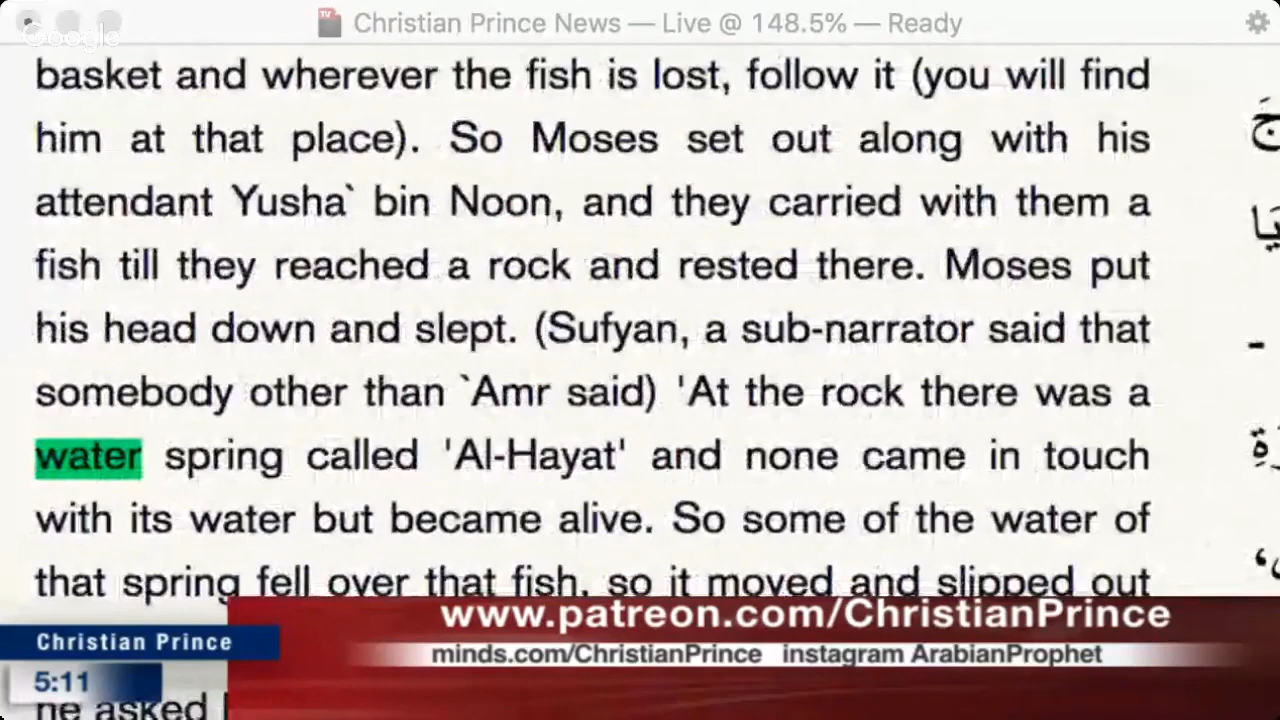 Christian Prince News — Live @ 148.5% — Ready
Google
basket and wherever the fish is lost, follow it (you will find
him at that place). So Moses set out along with his
attendant Yusha` bin Noon, and they carried with them a
fish till they reached a rock and rested there. Moses put
his head down and slept. (Sufyan, a sub-narrator said that
somebody other than `Amr said) 'At the rock there was a
water spring called 'Al-Hayat' and none came in touch
with its water but became alive. So some of the water of
that spring fell over that fish, so it moved and slipped out
www.patreon.com/ChristianPrince
Christian Prince
minds.com/ChristianPrince instagram ArabianProphet
5:11
he asked